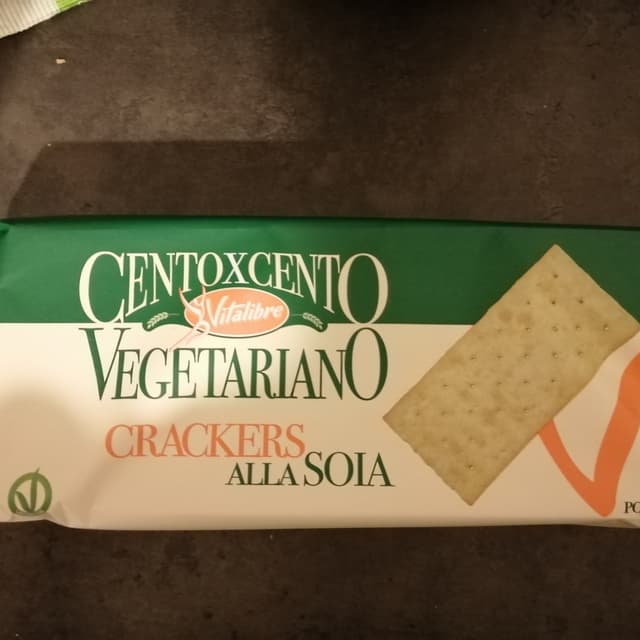 CENTOXCENTO
Vitalibre
VEGETARIANO
CRACKERS
ALLA SOIA